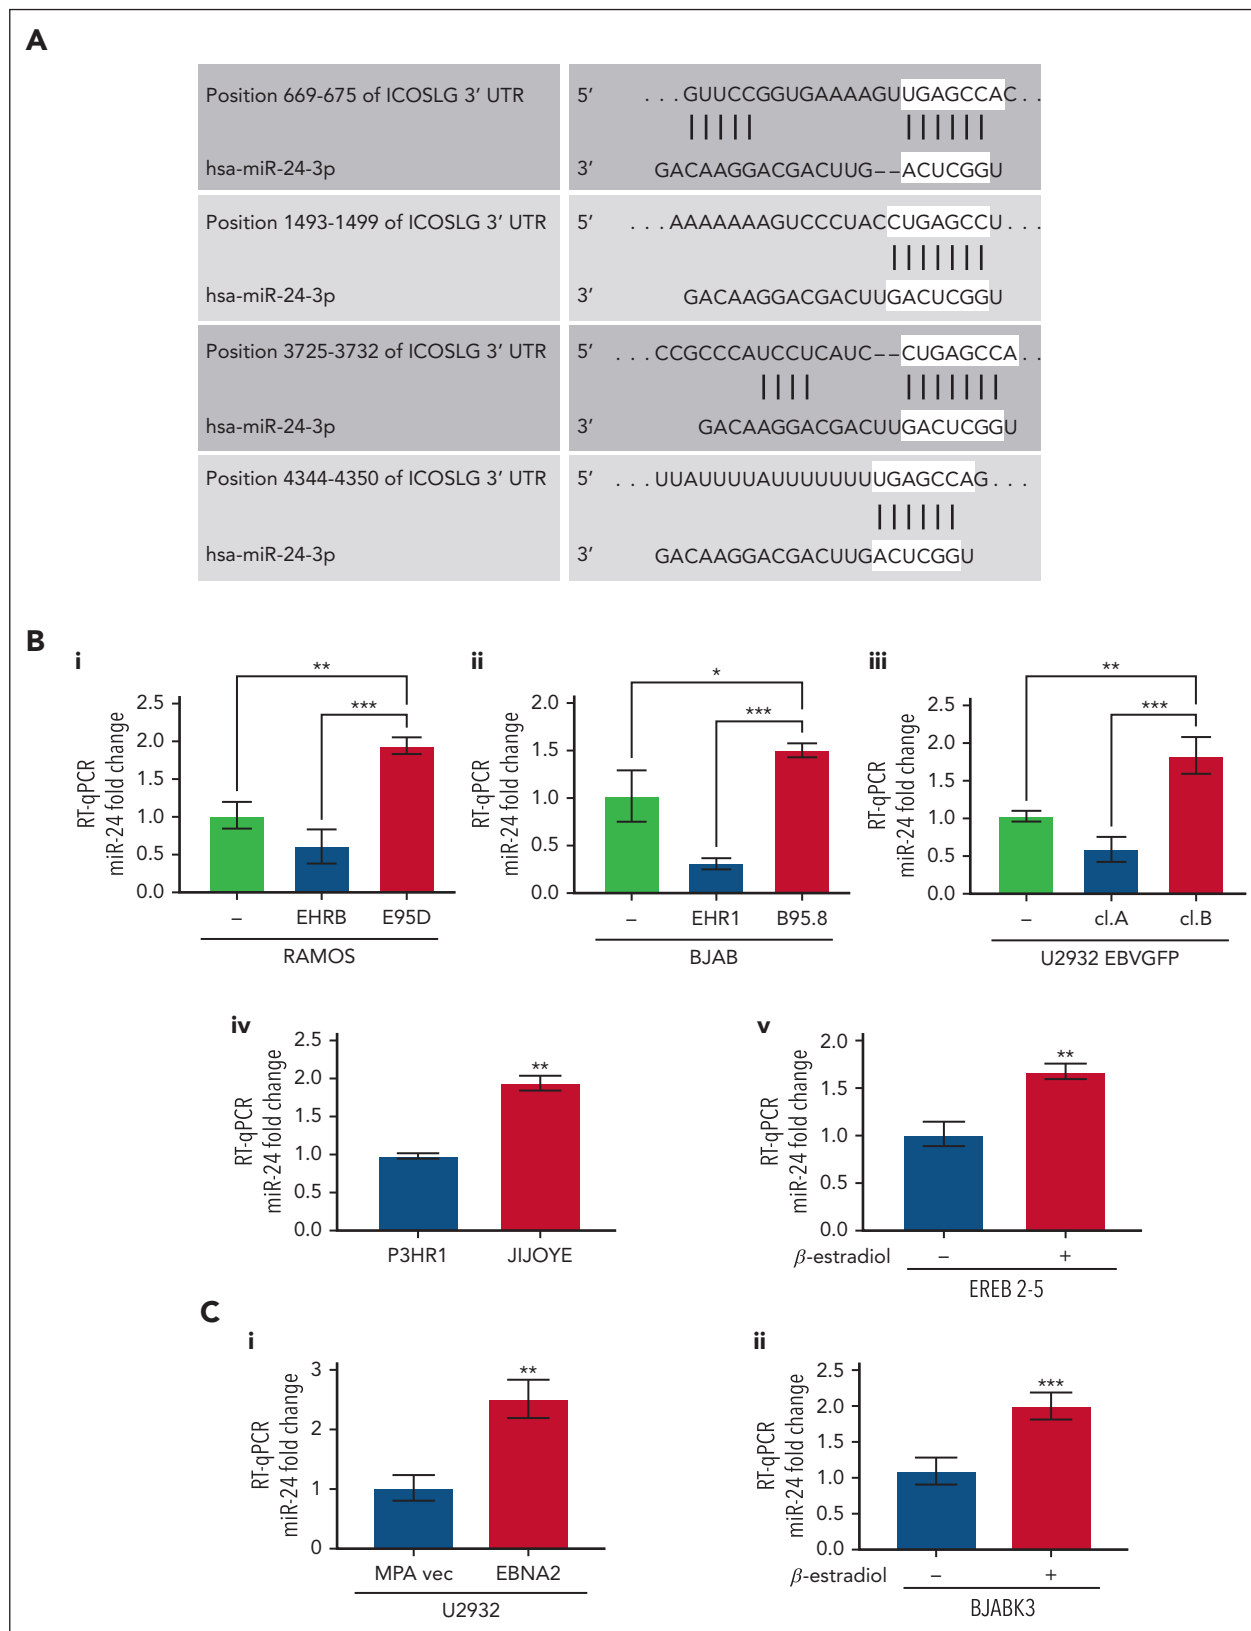 A
Position 669-675 of ICOSLG 3’ UTR 5’ . . . GUUCCGGUGAAAAGUUUGAGCCAC . .
hsa-miR-24-3p 3’ GACAAGGACGACUUG––ACUCGGU
Position 1493-1499 of ICOSLG 3’ UTR 5’ . . . AAAAAAAGUCCCUACCUGAGCCU . . .
hsa-miR-24-3p 3’ GACAAGGACGACUUGACUCGGU
Position 3725-3732 of ICOSLG 3’ UTR 5’ . . . CCGCCCAUCCUCAUC––CUGAGCCA . .
hsa-miR-24-3p 3’ GACAAGGACGACUUGACUCGGU
Position 4344-4350 of ICOSLG 3’ UTR 5’ . . . UUAUUUUAUUUUUUUUGAGCCAG . . .
hsa-miR-24-3p 3’ GACAAGGACGACUUGACUCGGU
B
i
RT-qPCR
miR-24 fold change
2.5
2.0
1.5
1.0
0.5
0.0
**
***
– EHRB E95D
RAMOS
ii
RT-qPCR
miR-24 fold change
2.0
1.5
1.0
0.5
0.0
*
***
– EHR1 B95.8
BJAB
iii
RT-qPCR
miR-24 fold change
2.5
2.0
1.5
1.0
0.5
0.0
**
***
– cl.A cl.B
U2932 EBVGFP
iv
RT-qPCR
miR-24 fold change
2.5
2.0
1.5
1.0
0.5
0.0
**
P3HR1 JIJOYE
v
RT-qPCR
miR-24 fold change
2.0
1.5
1.0
0.5
0.0
**
β-estradiol – +
EREB 2-5
C
i
RT-qPCR
miR-24 fold change
3
2
1
0
**
MPA vec EBNA2
U2932
ii
RT-qPCR
miR-24 fold change
2.5
2.0
1.5
1.0
0.5
0.0
***
β-estradiol – +
BJABK3